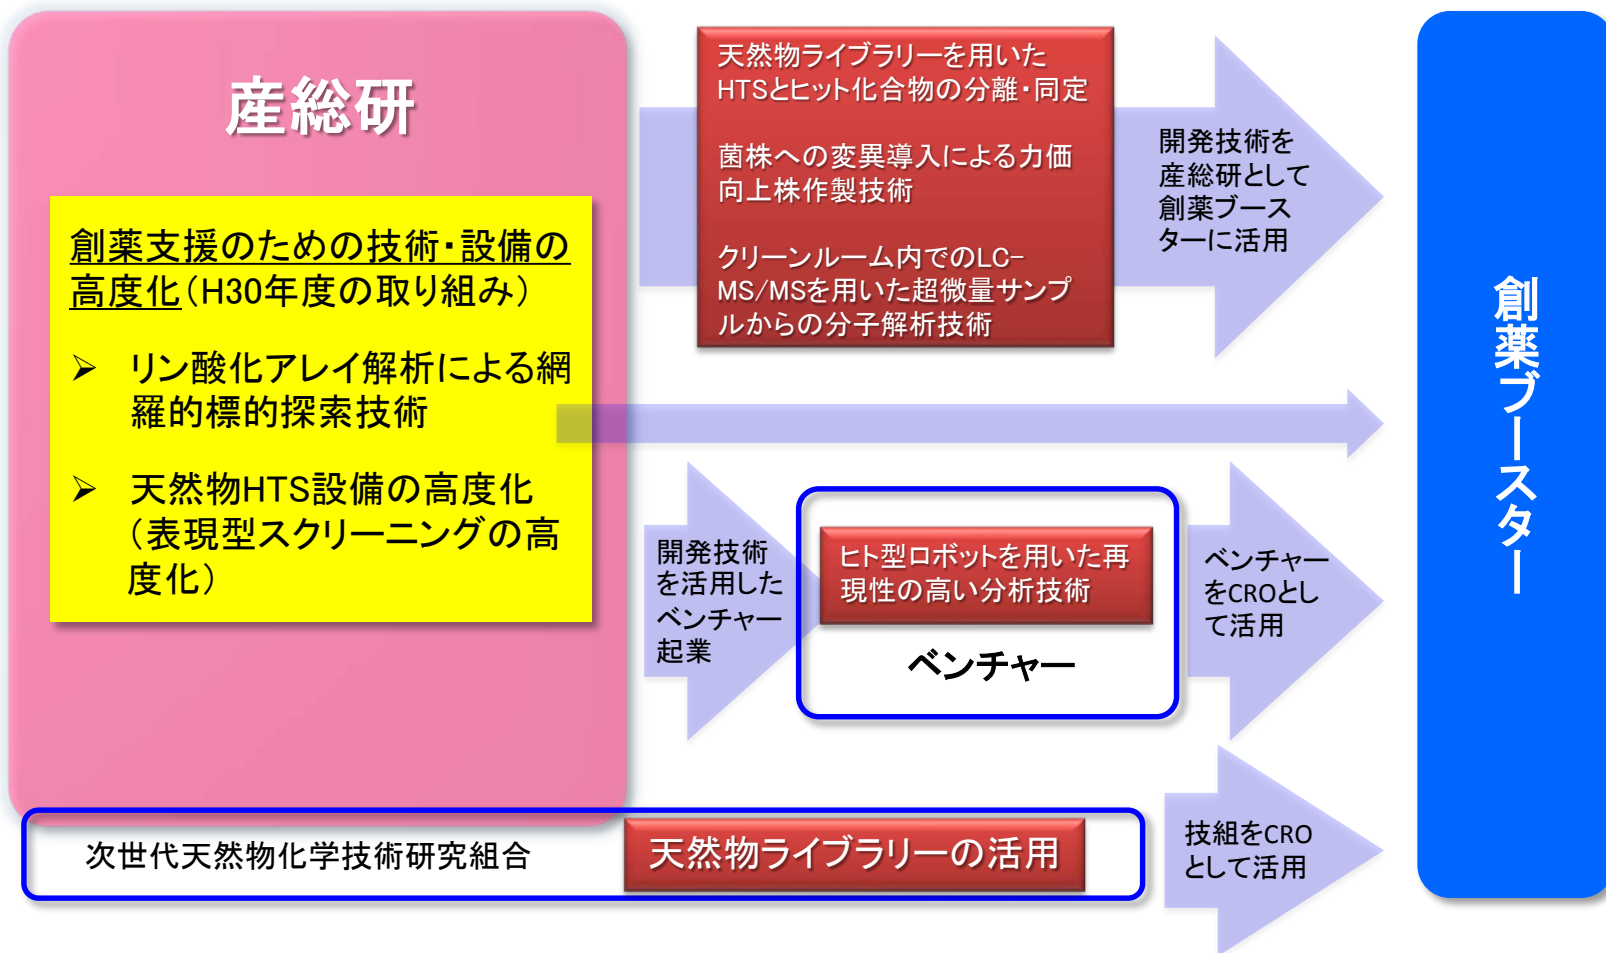 産総研
創薬支援のための技術・設備の
高度化（H30年度の取り組み）
➢ リン酸化アレイ解析による網
羅的標的探索技術
➢ 天然物HTS設備の高度化
（表現型スクリーニングの高
度化）
天然物ライブラリーを用いた
HTSとヒット化合物の分離・同定
菌株への変異導入による力価
向上株作製技術
クリーンルーム内でのLC-
MS/MSを用いた超微量サンプ
ルからの分子解析技術
開発技術を
産総研として
創薬ブース
ターに活用
開発技術
を活用した
ベンチャー
起業
ヒト型ロボットを用いた再
現性の高い分析技術
ベンチャー
ベンチャー
をCROとし
て活用
次世代天然物化学技術研究組合
天然物ライブラリーの活用
技組をCRO
として活用
創薬ブースター